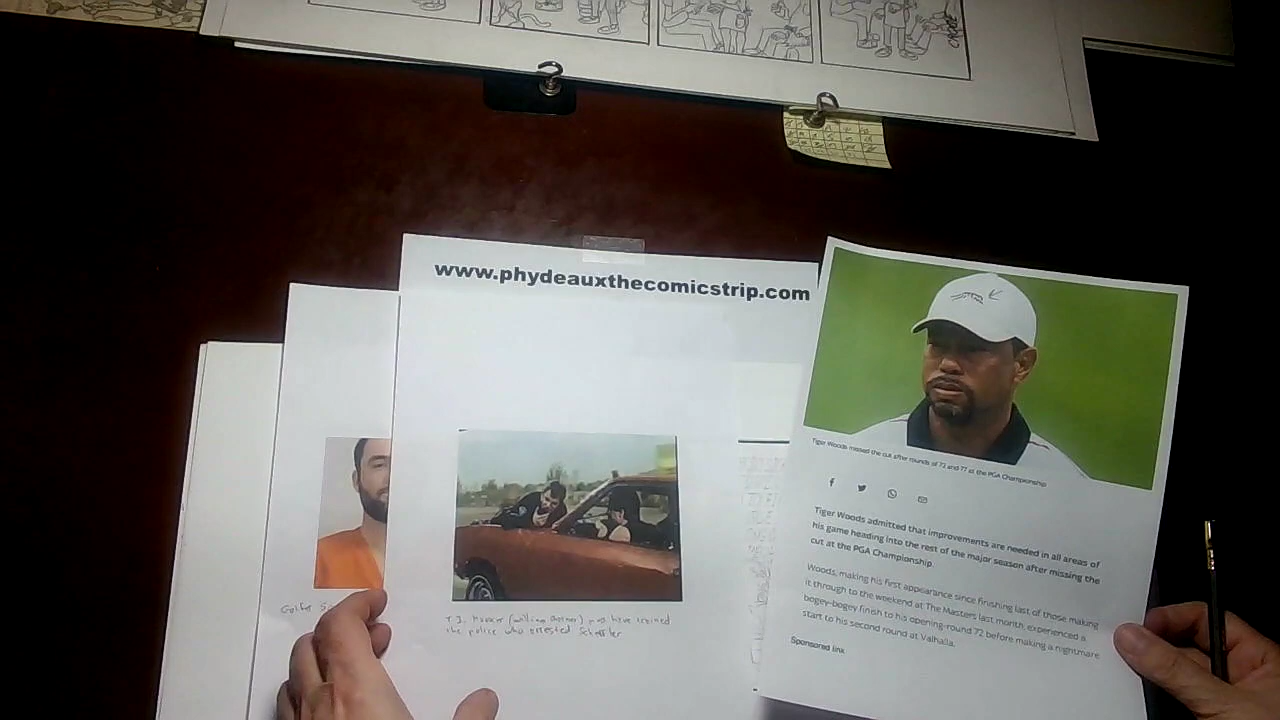 www.phydeauxthecomicstrip.com
Tiger Woods missed the cut after rounds of 72 and 77 at the PGA Championship
Tiger Woods admitted that improvements are needed in all areas of
his game heading into the rest of the major season after missing the
cut at the PGA Championship.
Woods, making his first appearance since finishing last of those making
it through to the weekend at The Masters last month, experienced a
bogey-bogey finish to his opening-round 72 before making a nightmare
start to his second round at Valhalla.
Sponsored link
Golfer
T.J. Hooker (William Shatner) may have trained
the police who arrested Scheffler